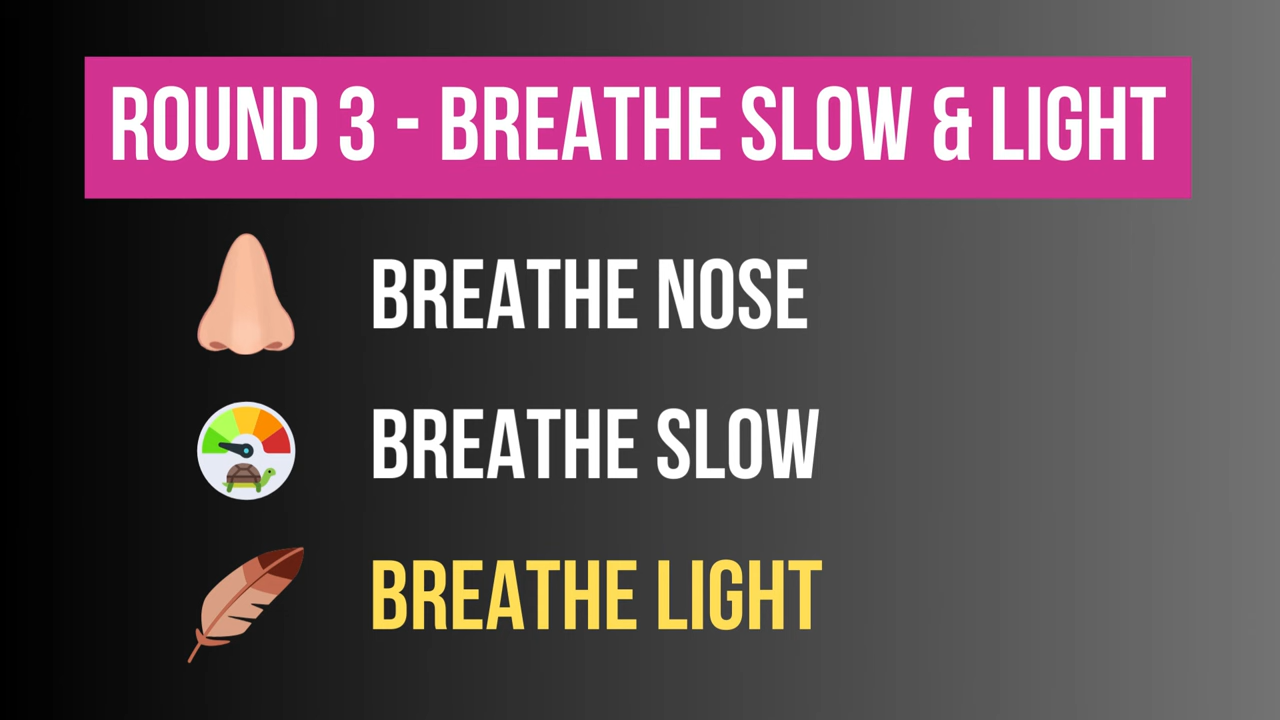 ROUND 3 - BREATHE SLOW & LIGHT
BREATHE NOSE
BREATHE SLOW
BREATHE LIGHT